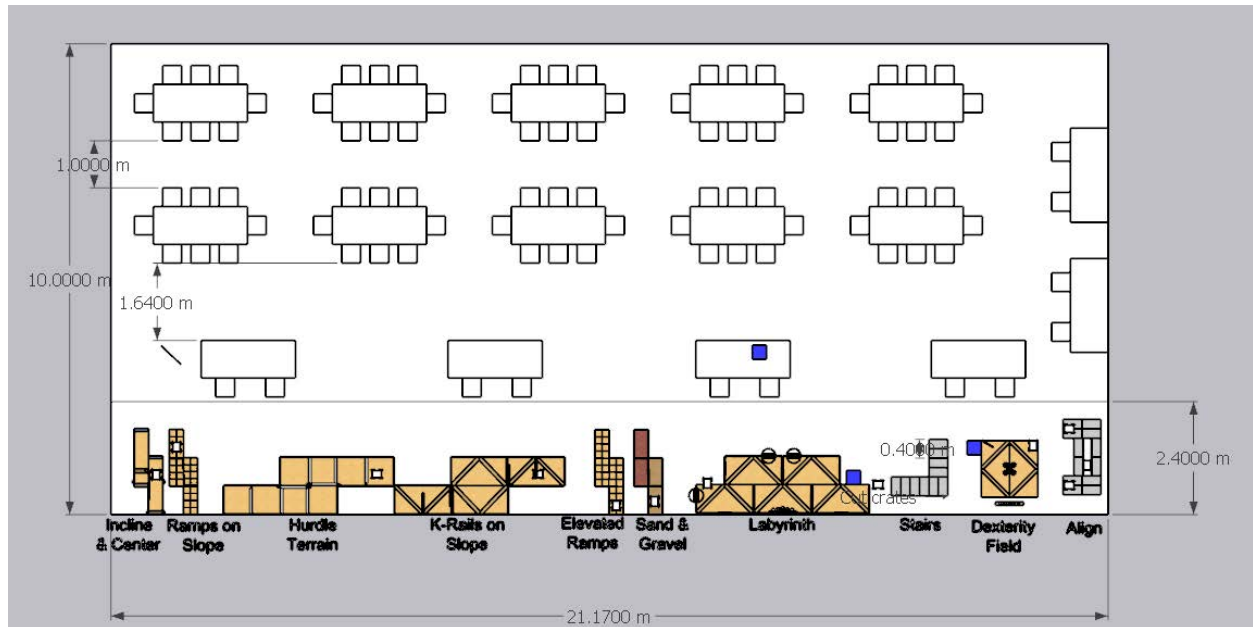 1.0000 m
10.0000 m
1.6400 m
0.4000 m
2.4000 m
Cut crates
Incline
& Center
Ramps on
Slope
Hurdle
Terrain
K-Rails on
Slope
Elevated
Ramps
Sand &
Gravel
Labyrinth
Stairs
Dexterity
Field
Align
21.1700 m